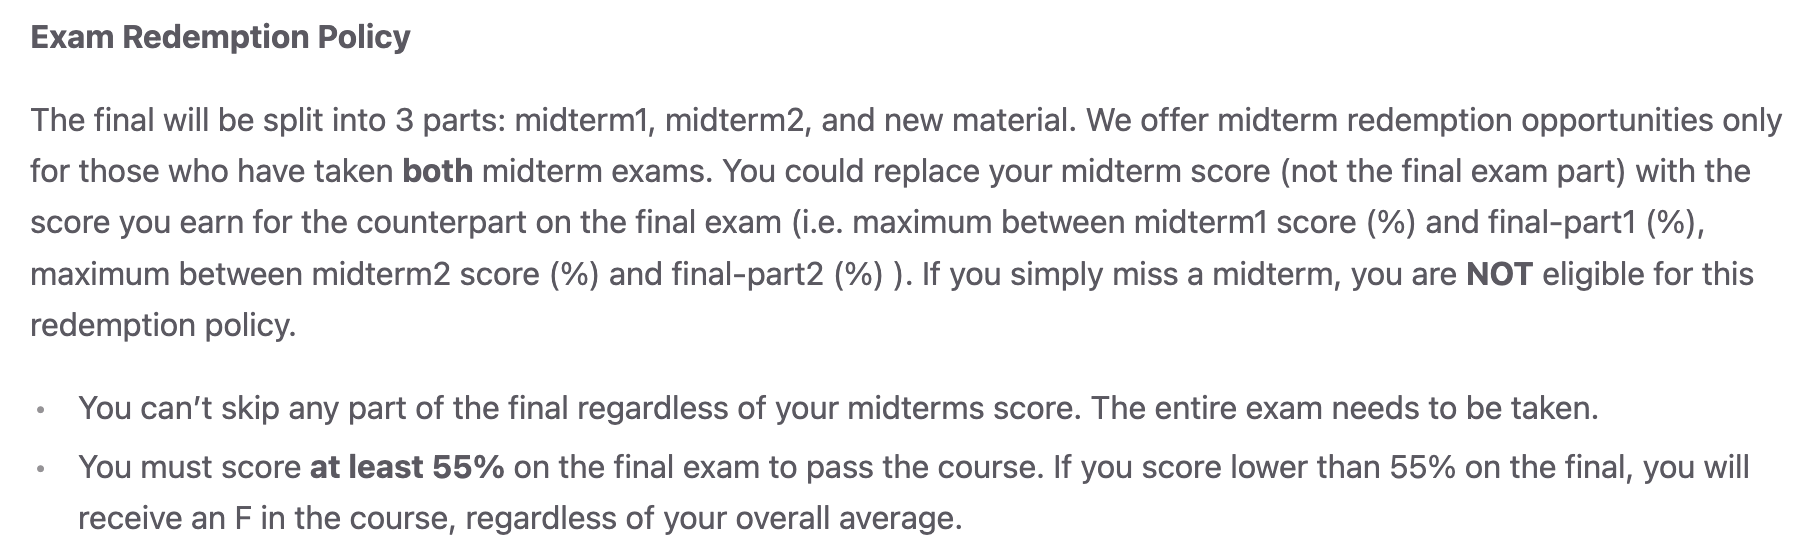 Exam Redemption Policy
The final will be split into 3 parts: midterm1, midterm2, and new material. We offer midterm redemption opportunities only
for those who have taken both midterm exams. You could replace your midterm score (not the final exam part) with the
score you earn for the counterpart on the final exam (i.e. maximum between midterm1 score (%) and final-part1 (%),
maximum between midterm2 score (%) and final-part2 (%) ). If you simply miss a midterm, you are NOT eligible for this
redemption policy.
• You can’t skip any part of the final regardless of your midterms score. The entire exam needs to be taken.
• You must score at least 55% on the final exam to pass the course. If you score lower than 55% on the final, you will
receive an F in the course, regardless of your overall average.